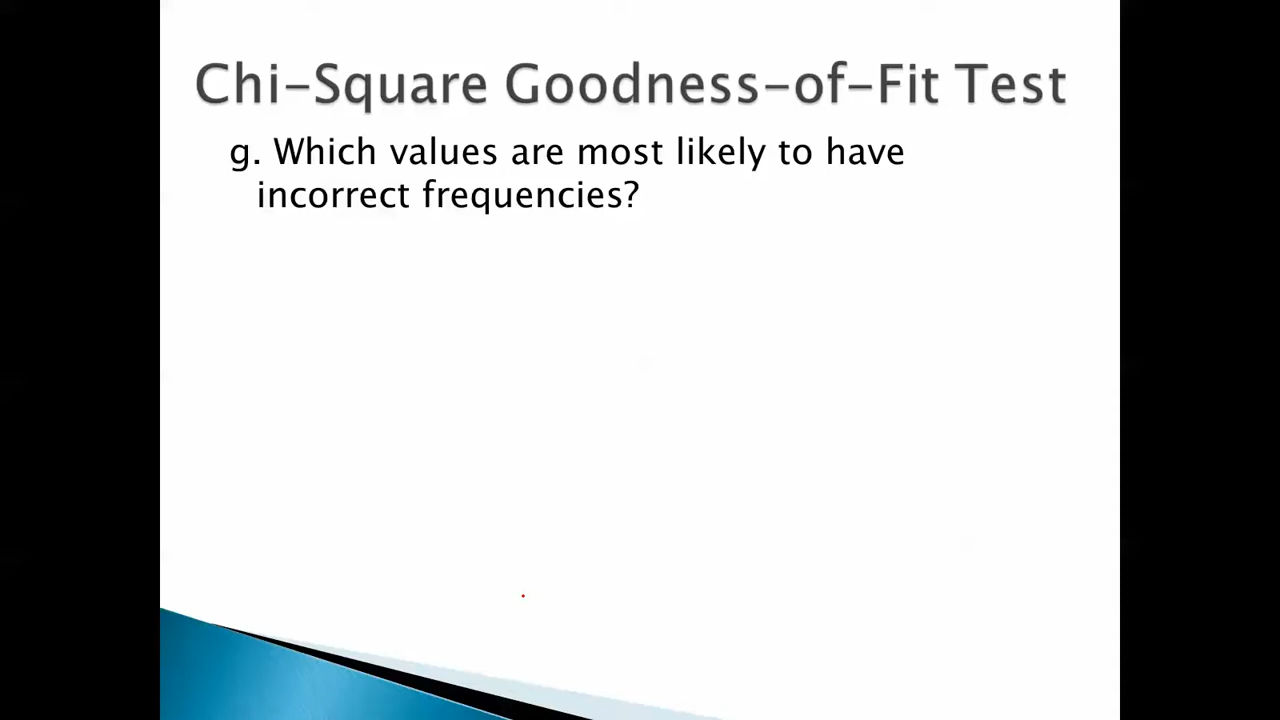 Chi-Square Goodness-of-Fit Test
g. Which values are most likely to have
incorrect frequencies?